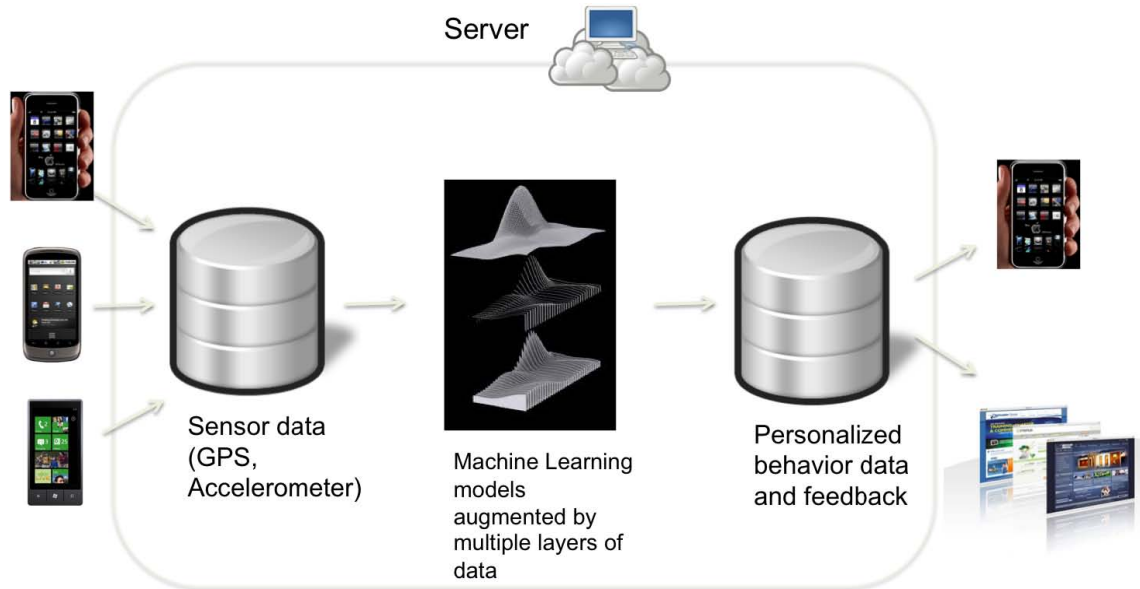 Server
Sensor data
(GPS,
Accelerometer)
Machine Learning
models
augmented by
multiple layers of
data
Personalized
behavior data
and feedback